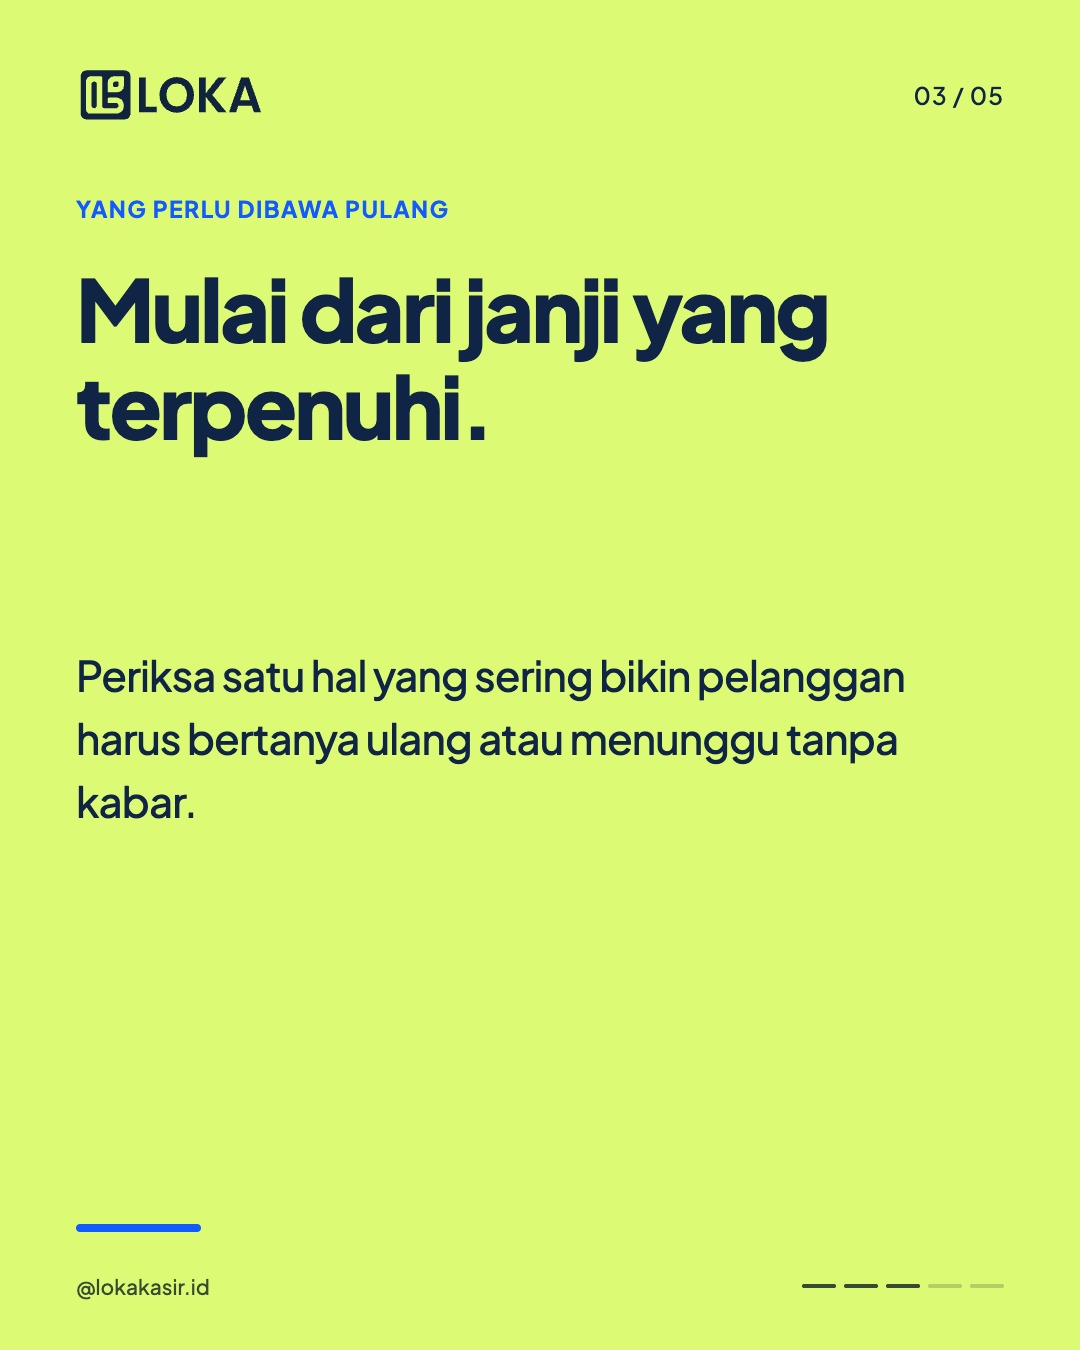 LOKA
03 / 05
YANG PERLU DIBAWA PULANG
Mulai dari janji yang
terpenuhi.
Periksa satu hal yang sering bikin pelanggan
harus bertanya ulang atau menunggu tanpa
kabar.
@lokakasir.id